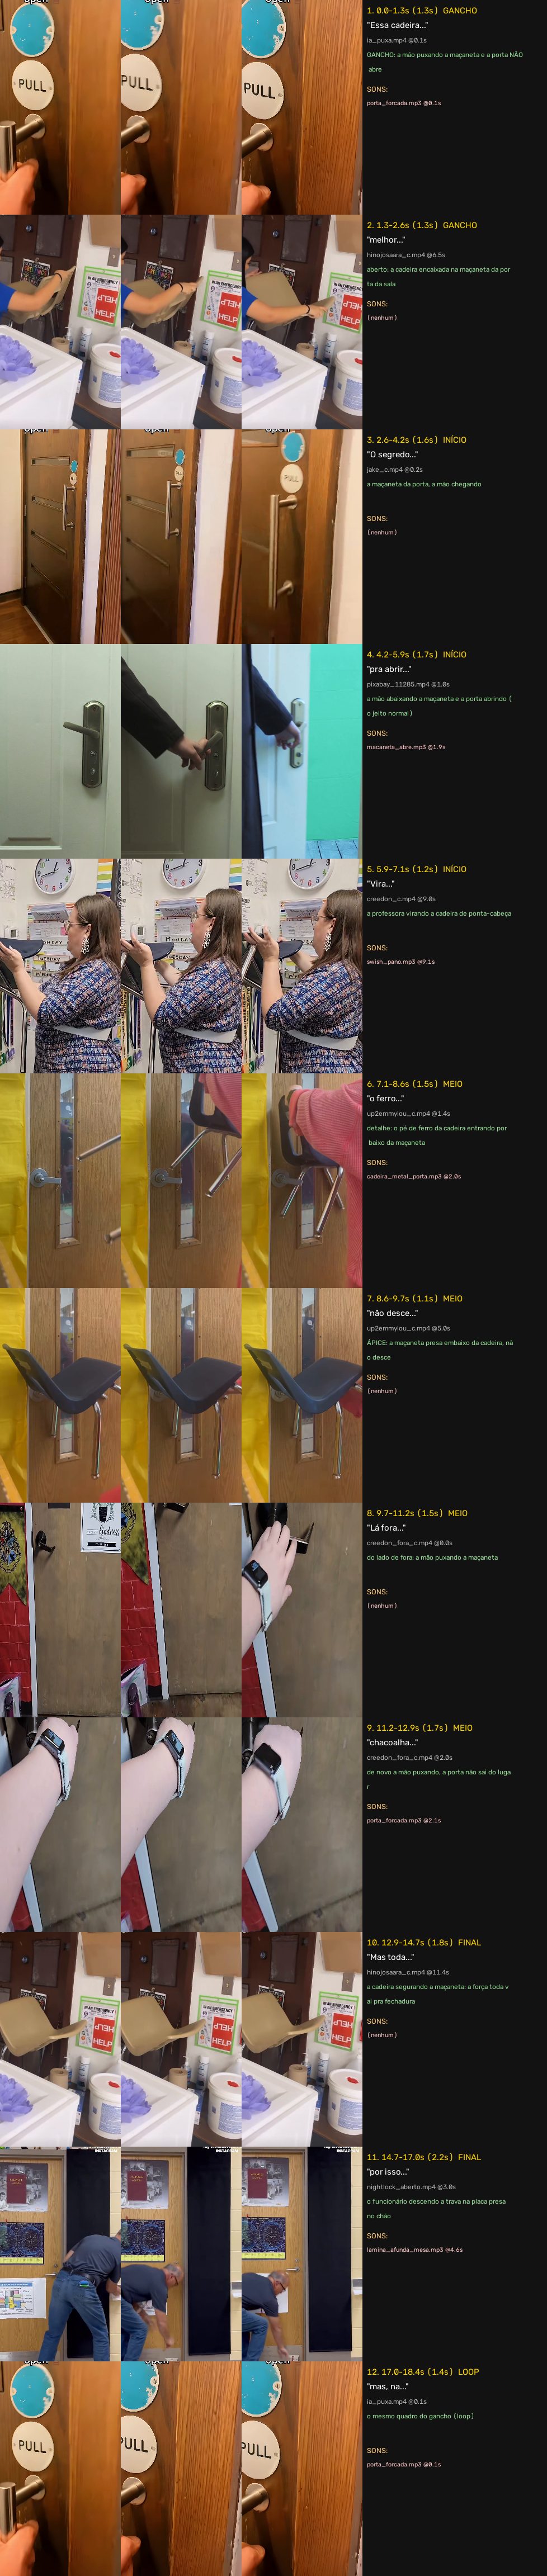 open
PULL
PULL
PULL
1. 0.0-1.3s (1.3s) GANCHO
"Essa cadeira..."
ia_puxa.mp4 @0.1s
GANCHO: a mão puxando a maçaneta e a porta NÃO
abre
SONS:
porta_forcada.mp3 @0.1s
HELP
HELP
HELP
2. 1.3-2.6s (1.3s) GANCHO
"melhor..."
hinojosaara_c.mp4 @6.5s
aberto: a cadeira encaixada na maçaneta da por
ta da sala
SONS:
(nenhum)
open
open
open
PULL
3. 2.6-4.2s (1.6s) INÍCIO
"O segredo..."
jake_c.mp4 @0.2s
a maçaneta da porta, a mão chegando
SONS:
(nenhum)
4. 4.2-5.9s (1.7s) INÍCIO
"pra abrir..."
pixabay_11285.mp4 @1.0s
a mão abaixando a maçaneta e a porta abrindo (
o jeito normal)
SONS:
macaneta_abre.mp3 @1.9s
MONDAY
5. 5.9-7.1s (1.2s) INÍCIO
"Vira..."
creedon_c.mp4 @9.0s
a professora virando a cadeira de ponta-cabeça
SONS:
swish_pano.mp3 @9.1s
6. 7.1-8.6s (1.5s) MEIO
"o ferro..."
up2emmylou_c.mp4 @1.4s
detalhe: o pé de ferro da cadeira entrando por
baixo da maçaneta
SONS:
cadeira_metal_porta.mp3 @2.0s
7. 8.6-9.7s (1.1s) MEIO
"não desce..."
up2emmylou_c.mp4 @5.0s
ÁPICE: a maçaneta presa embaixo da cadeira, nã
o desce
SONS:
(nenhum)
8. 9.7-11.2s (1.5s) MEIO
"Lá fora..."
creedon_fora_c.mp4 @0.0s
do lado de fora: a mão puxando a maçaneta
SONS:
(nenhum)
9. 11.2-12.9s (1.7s) MEIO
"chacoalha..."
creedon_fora_c.mp4 @2.0s
de novo a mão puxando, a porta não sai do luga
r
SONS:
porta_forcada.mp3 @2.1s
HELP
HELP
HELP
10. 12.9-14.7s (1.8s) FINAL
"Mas toda..."
hinojosaara_c.mp4 @11.4s
a cadeira segurando a maçaneta: a força toda v
ai pra fechadura
SONS:
(nenhum)
11. 14.7-17.0s (2.2s) FINAL
"por isso..."
nightlock_aberto.mp4 @3.0s
o funcionário descendo a trava na placa presa
no chão
SONS:
lamina_afunda_mesa.mp3 @4.6s
open
PULL
PULL
PULL
12. 17.0-18.4s (1.4s) LOOP
"mas, na..."
ia_puxa.mp4 @0.1s
o mesmo quadro do gancho (loop)
SONS:
porta_forcada.mp3 @0.1s